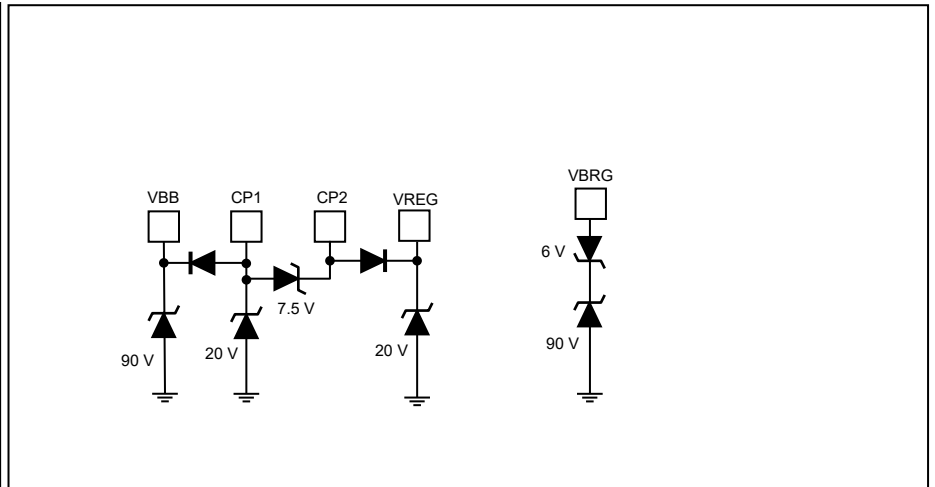 VBB
CP1
CP2
VREG
7.5 V
90 V
20 V
20 V
VBRG
6 V
90 V